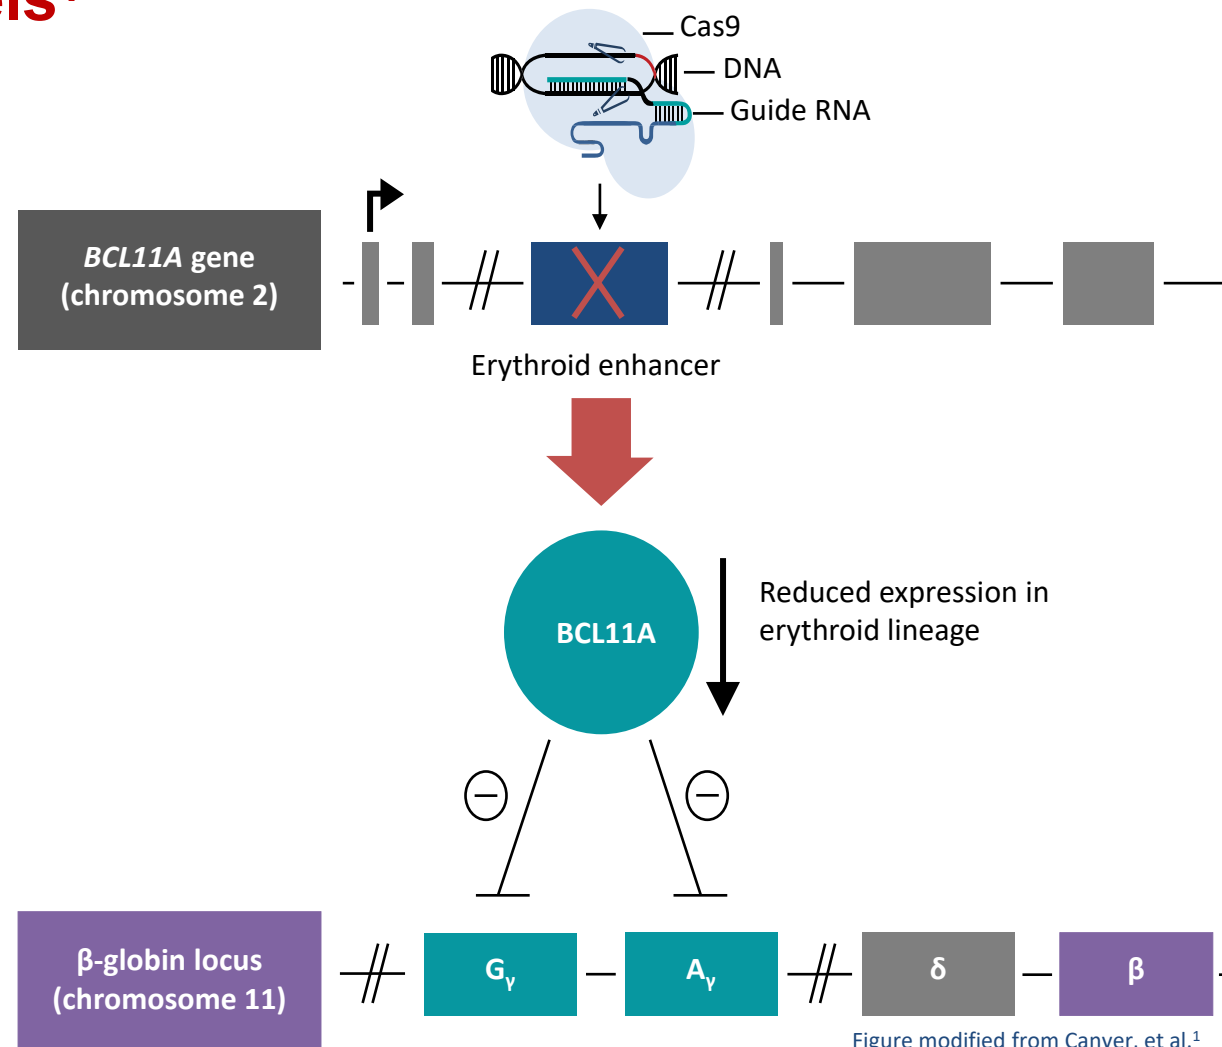 Cas9
DNA
Guide RNA
BCL11A gene
(chromosome 2)
Erythroid enhancer
BCL11A
Reduced expression in
erythroid lineage
β-globin locus
(chromosome 11)
Gγ
Aγ
δ
β
Figure modified from Canver, et al.¹